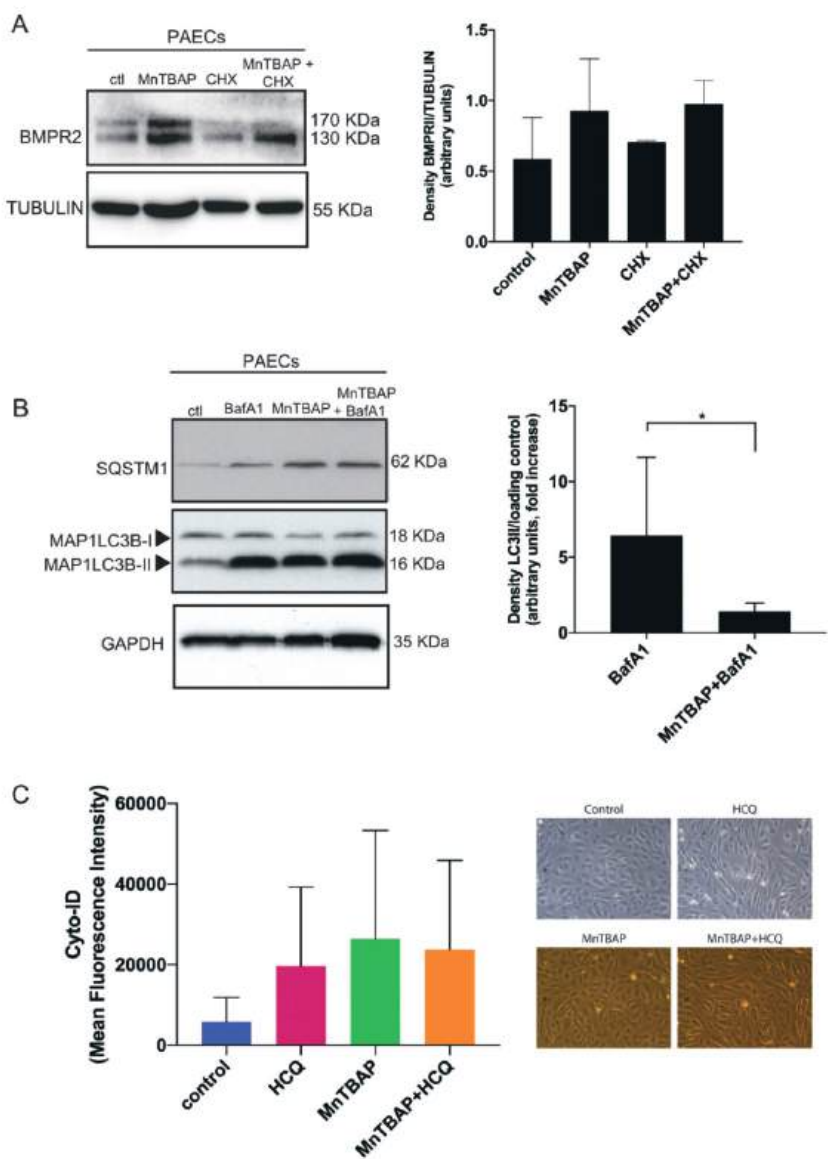 A
PAECs
ctl MnTBAP CHX MnTBAP + CHX
BMPR2
170 KDa
130 KDa
TUBULIN
55 KDa
Density BMPRII/TUBULIN
(arbitrary units)
1.5
1.0
0.5
0.0
control
MnTBAP
CHX
MnTBAP+CHX
B
PAECs
ctl BafA1 MnTBAP MnTBAP + BafA1
SQSTM1
62 KDa
MAP1LC3B-I
18 KDa
MAP1LC3B-II
16 KDa
GAPDH
35 KDa
Density LC3II/loading control
(arbitrary units, fold increase)
15
10
5
0
*
BafA1
MnTBAP+BafA1
C
Cyto-ID
(Mean Fluorescence Intensity)
60000
40000
20000
0
control
HCQ
MnTBAP
MnTBAP+HCQ
Control
HCQ
MnTBAP
MnTBAP+HCQ